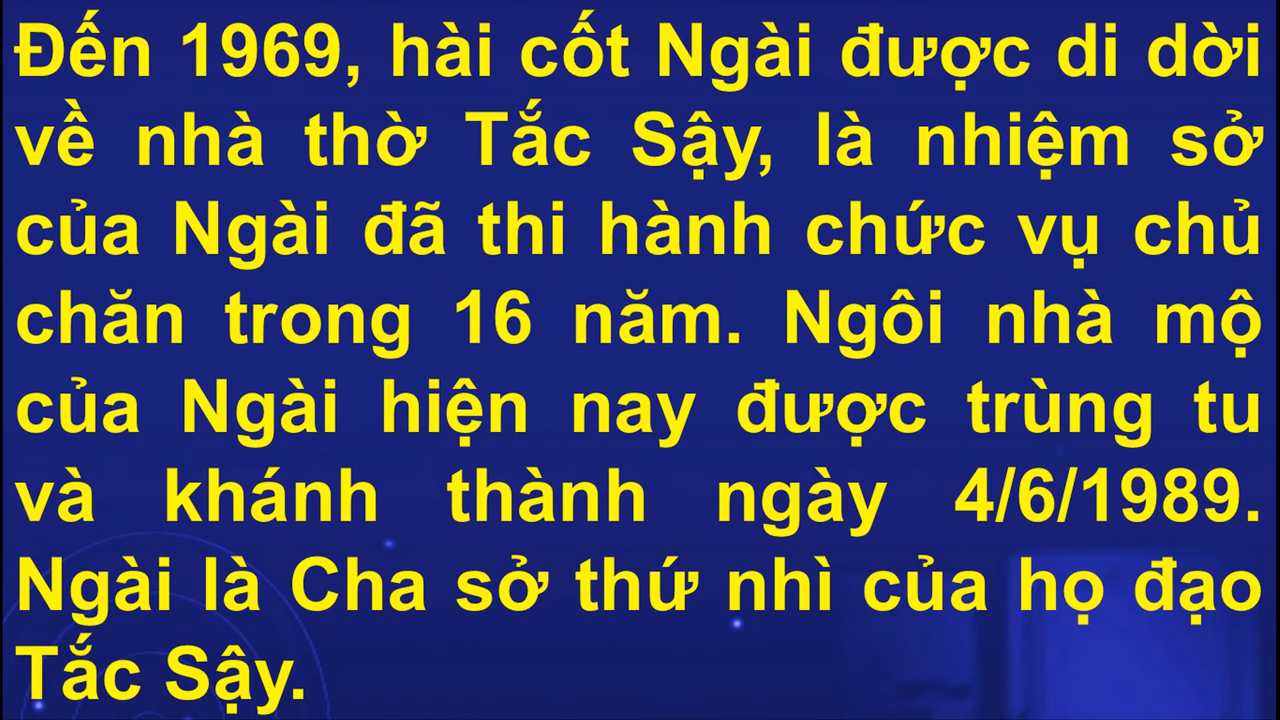 Đến 1969, hài cốt Ngài được di dời
về nhà thờ Tắc Sậy, là nhiệm sở
của Ngài đã thi hành chức vụ chủ
chăn trong 16 năm. Ngôi nhà mộ
của Ngài hiện nay được trùng tu
và khánh thành ngày 4/6/1989.
Ngài là Cha sở thứ nhì của họ đạo
Tắc Sậy.